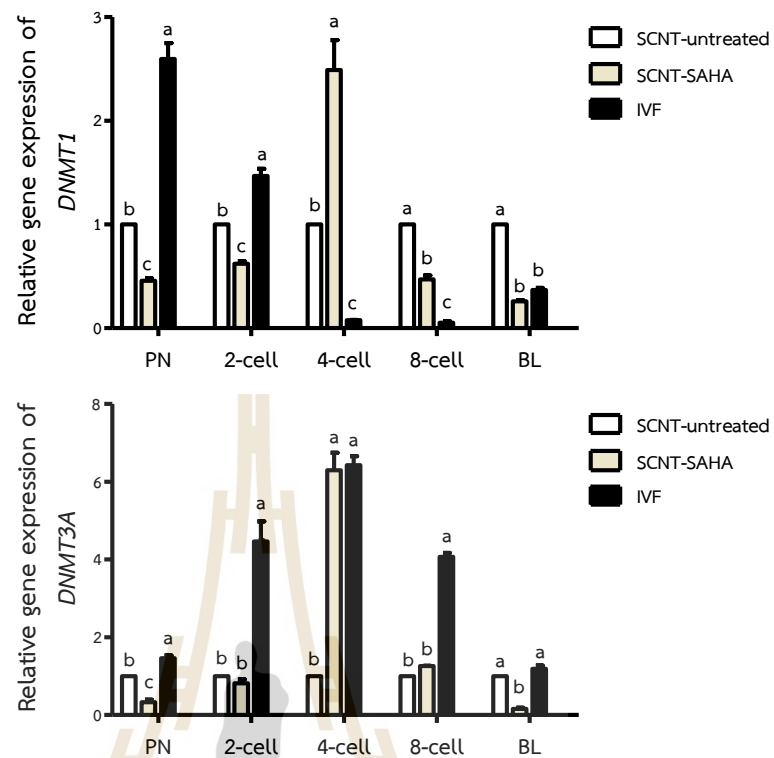 Relative gene expression of
DNMT1
3
2
1
0
b
c
a
b
c
a
b
a
c
a
b
c
a
b
b
PN
2-cell
4-cell
8-cell
BL
SCNT-untreated
SCNT-SAHA
IVF
Relative gene expression of
DNMT3A
8
6
4
2
0
b
c
a
b
b
a
b
a
a
b
b
a
a
b
a
PN
2-cell
4-cell
8-cell
BL
SCNT-untreated
SCNT-SAHA
IVF